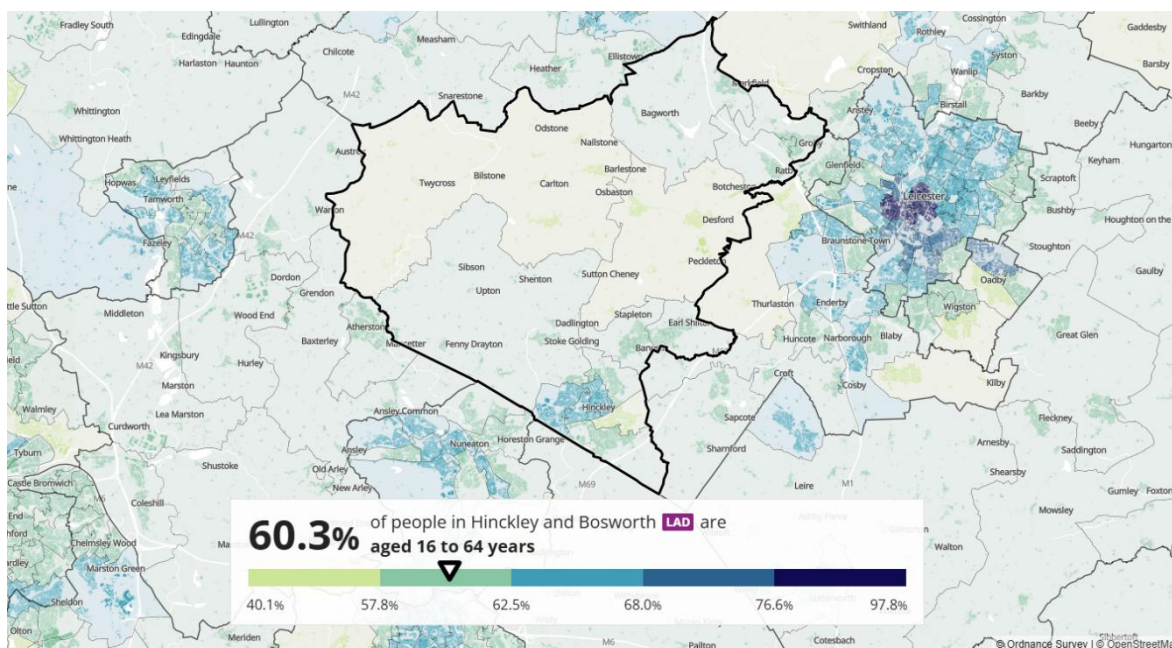 Fradley South
Lullington
Edingdale
Harlaston
Haunton
Chilcote
Measham
Heather
Ellistown
Snarestone
M42
Whittington
Whittington Heath
Bagworth
Odstone
Nailstone
Barlestone
Osbaston
Botcheston
Desford
Peckleton
Twycross
Bilstone
Carlton
Sibson
Shenton
Sutton Cheney
Upton
Dadlington
Stapleton
Stoke Golding
Fenny Drayton
Hinckley
Hopwas
Leyfields
Tamworth
Fazeley
M42
Dordon
Grendon
Wood End
Middleton
Baxterley
Hurley
Kingsbury
M42
Marston
Lea Marston
Walmley
Curdworth
Tyburn
Castle Bromwich
M6
Shustoke
Coleshill
Chelmsley Wood
Marston Green
Sheldon
Olton
Meriden
Ansley Common
Ansley
Nuneaton
Horeston Grange
Old Arley
New Arley
M69
Swithland
Cossington
Gaddesby
Rothley
Syston
Barsby
Cropston
Wanlip
Anstey
Birstall
Barkby
Beeby
Hungarton
Glenfield
Keyham
Scraptoft
Leicester
Bushby
Houghton on the
Braunstone Town
Stoughton
Gaulby
Oadby
Thurlaston
Enderby
Wigston
Great Glen
Huncote
Narborough
Blaby
Croft
Cosby
Kilby
Sapcote
Fleckney
Sharnford
Arnesby
Saddington
Shearsby
Leire
M1
Gumley
Foxton
Mowsley
Walton
M6
Pailton
Cotesbach
60.3%
of people in Hinckley and Bosworth LAD are
aged 16 to 64 years
40.1% 57.8% 62.5% 68.0% 76.6% 97.8%
Ordnance Survey | © OpenStreetMa